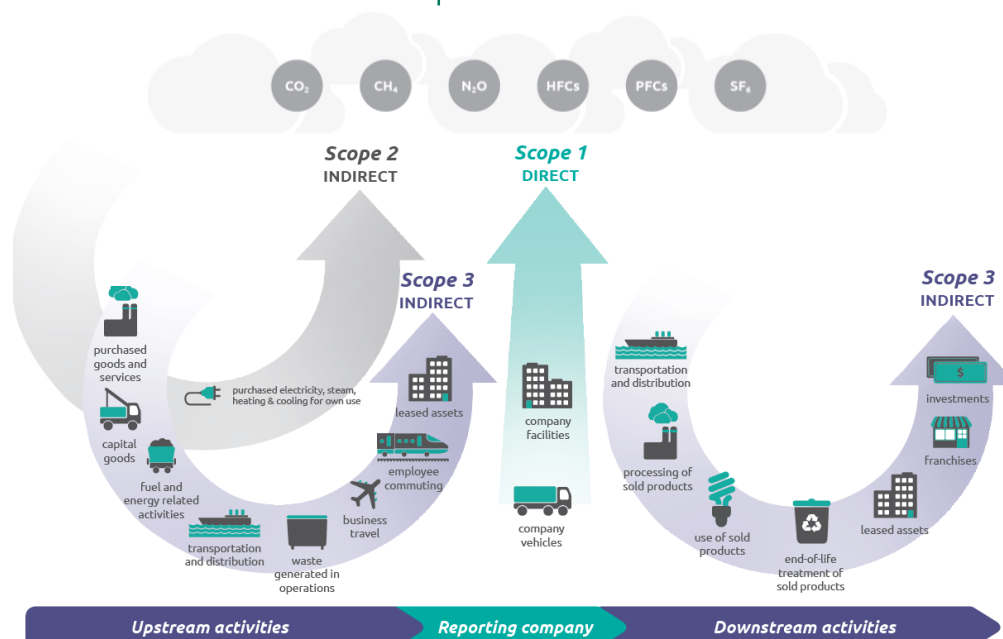 CO₂
CH₄
N₂O
HFCs
PFCs
SF₆
Scope 2
INDIRECT
Scope 1
DIRECT
Scope 3
INDIRECT
Scope 3
INDIRECT
purchased
goods and
services
capital
goods
fuel and
energy related
activities
purchased electricity, steam,
heating & cooling for own use
transportation
and distribution
waste
generated in
operations
business
travel
employee
commuting
leased assets
company
facilities
company
vehicles
transportation
and distribution
processing of
sold products
use of sold
products
end-of-life
treatment of
sold products
leased assets
franchises
$
investments
Upstream activities
Reporting company
Downstream activities